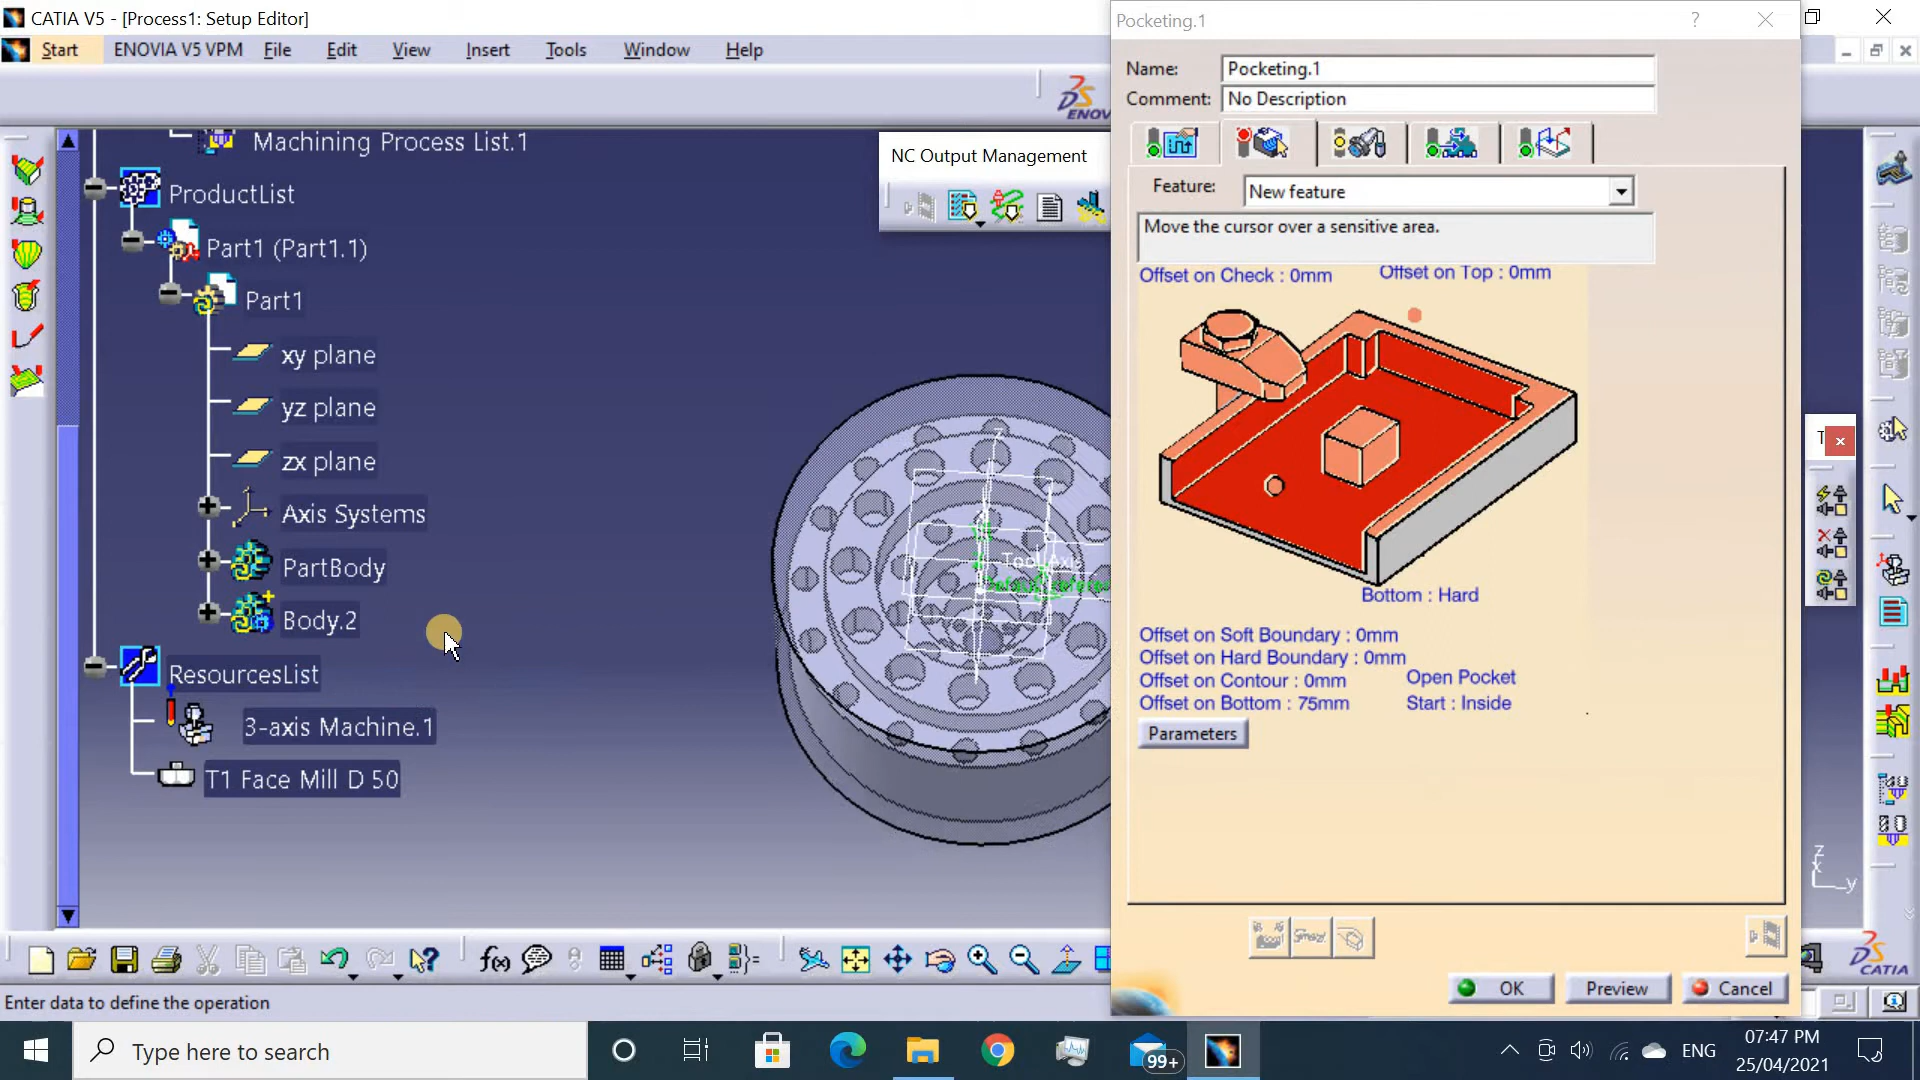 CATIA V5 - [Process1: Setup Editor]
Start ENOVIA V5 VPM File Edit View Insert Tools Window Help
Machining Process List.1
ProductList
Part1 (Part1.1)
Part1
xy plane
yz plane
zx plane
Axis Systems
PartBody
Body.2
ResourcesList
3-axis Machine.1
T1 Face Mill D 50
NC Output Management
Pocketing.1
Name: Pocketing.1
Comment: No Description
Feature: New feature
Move the cursor over a sensitive area.
Offset on Check : 0mm Offset on Top : 0mm
Bottom : Hard
Offset on Soft Boundary : 0mm
Offset on Hard Boundary : 0mm
Offset on Contour : 0mm Open Pocket
Offset on Bottom : 75mm Start : Inside
Parameters
OK Preview Cancel
Enter data to define the operation
CATIA
z
x
y
Type here to search
99+
ENG
07:47 PM
25/04/2021